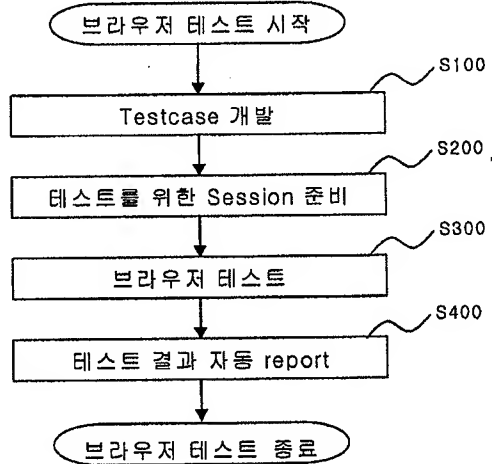 브라우저 테스트 시작
S100
Testcase 개발
S200
테스트를 위한 Session 준비
S300
브라우저 테스트
S400
테스트 결과 자동 report
브라우저 테스트 종료